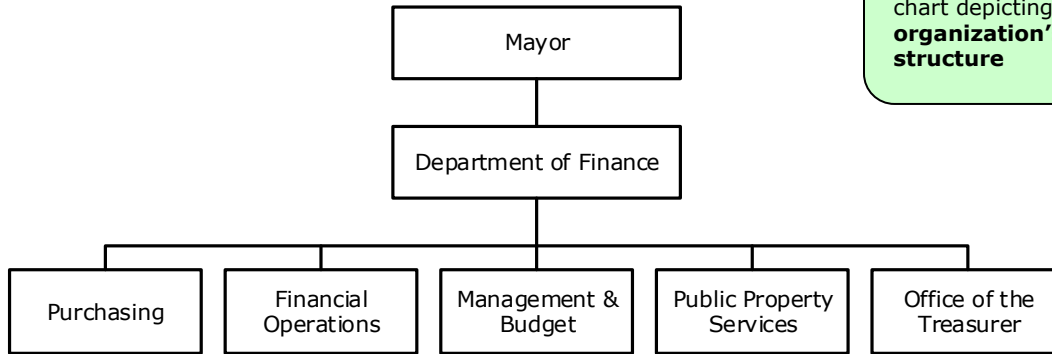 chart depicting
organization'
structure
Mayor
Department of Finance
Purchasing
Financial
Operations
Management &
Budget
Public Property
Services
Office of the
Treasurer